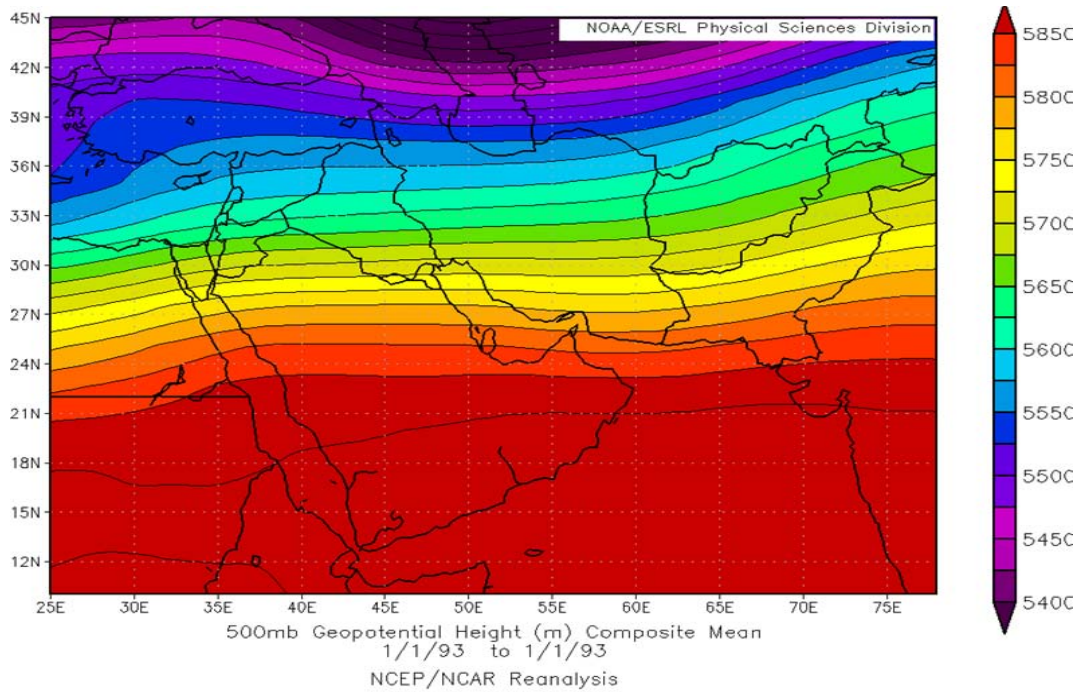 NOAA/ESRL Physical Sciences Division
45N
42N
39N
36N
33N
30N
27N
24N
21N
18N
15N
12N
25E 30E 35E 40E 45E 50E 55E 60E 65E 70E 75E
5850
5800
5750
5700
5650
5600
5550
5500
5450
5400
500mb Geopotential Height (m) Composite Mean
1/1/93 to 1/1/93
NCEP/NCAR Reanalysis